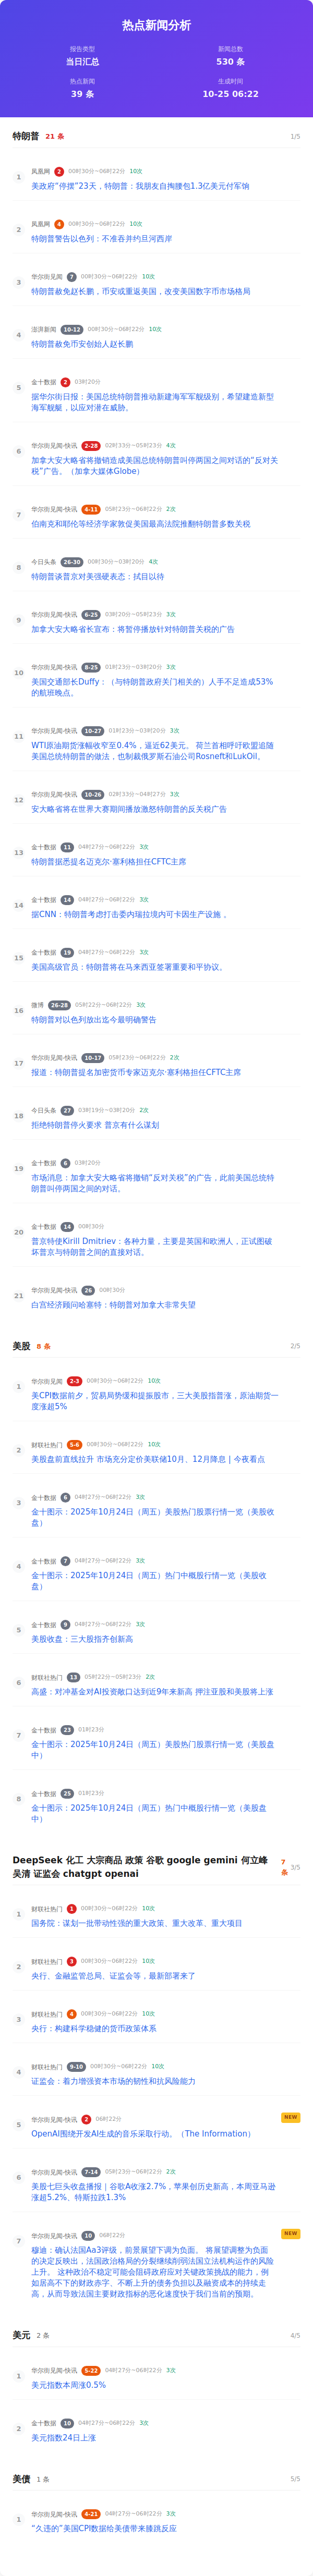 热点新闻分析
报告类型
新闻总数
当日汇总
530 条
热点新闻
生成时间
39 条
10-25 06:22
特朗普 21 条 1/5
1
凤凰网 2 00时30分~06时22分 10次
美政府“停摆”23天，特朗普：我朋友自掏腰包1.3亿美元付军饷
2
凤凰网 4 00时30分~06时22分 10次
特朗普警告以色列：不准吞并约旦河西岸
3
华尔街见闻 7 00时30分~06时22分 10次
特朗普赦免赵长鹏，币安或重返美国，改变美国数字币市场格局
4
澎湃新闻 10-12 00时30分~06时22分 10次
特朗普赦免币安创始人赵长鹏
5
金十数据 2 03时20分
据华尔街日报：美国总统特朗普推动新建海军军舰级别，希望建造新型
海军舰艇，以应对潜在威胁。
6
华尔街见闻-快讯 2-28 02时33分~05时23分 4次
加拿大安大略省将撤销造成美国总统特朗普叫停两国之间对话的“反对关
税”广告。（加拿大媒体Globe）
7
华尔街见闻-快讯 4-11 05时23分~06时22分 2次
伯南克和耶伦等经济学家敦促美国最高法院推翻特朗普多数关税
8
今日头条 26-30 00时30分~03时20分 4次
特朗普谈普京对美强硬表态：拭目以待
9
华尔街见闻-快讯 6-25 03时20分~05时23分 3次
加拿大安大略省长宣布：将暂停播放针对特朗普关税的广告
10
华尔街见闻-快讯 8-25 01时23分~03时20分 3次
美国交通部长Duffy：（与特朗普政府关门相关的）人手不足造成53%
的航班晚点。
11
华尔街见闻-快讯 10-27 01时23分~03时20分 3次
WTI原油期货涨幅收窄至0.4%，逼近62美元。 荷兰首相呼吁欧盟追随
美国总统特朗普的做法，也制裁俄罗斯石油公司Rosneft和LukOil。
12
华尔街见闻-快讯 10-26 02时33分~04时27分 3次
安大略省将在世界大赛期间播放激怒特朗普的反关税广告
13
金十数据 11 04时27分~06时22分 3次
特朗普据悉提名迈克尔·塞利格担任CFTC主席
14
金十数据 14 04时27分~06时22分 3次
据CNN：特朗普考虑打击委内瑞拉境内可卡因生产设施 。
15
金十数据 19 04时27分~06时22分 3次
美国高级官员：特朗普将在马来西亚签署重要和平协议。
16
微博 26-28 05时22分~06时22分 3次
特朗普对以色列放出迄今最明确警告
17
华尔街见闻-快讯 10-17 05时23分~06时22分 2次
报道：特朗普提名加密货币专家迈克尔·塞利格担任CFTC主席
18
今日头条 27 03时19分~03时20分 2次
拒绝特朗普停火要求 普京有什么谋划
19
金十数据 6 03时20分
市场消息：加拿大安大略省将撤销“反对关税”的广告，此前美国总统特
朗普叫停两国之间的对话。
20
金十数据 14 00时30分
普京特使Kirill Dmitriev：各种力量，主要是英国和欧洲人，正试图破
坏普京与特朗普之间的直接对话。
21
华尔街见闻-快讯 26 00时30分
白宫经济顾问哈塞特：特朗普对加拿大非常失望
美股 8 条 2/5
1
华尔街见闻 2-3 00时30分~06时22分 10次
美CPI数据前夕，贸易局势缓和提振股市，三大美股指普涨，原油期货一
度涨超5%
2
财联社热门 5-6 00时30分~06时22分 10次
美股盘前直线拉升 市场充分定价美联储10月、12月降息 | 今夜看点
3
金十数据 6 04时27分~06时22分 3次
金十图示：2025年10月24日（周五）美股热门股票行情一览（美股收
盘）
4
金十数据 7 04时27分~06时22分 3次
金十图示：2025年10月24日（周五）热门中概股行情一览（美股收
盘）
5
金十数据 9 04时27分~06时22分 3次
美股收盘：三大股指齐创新高
6
财联社热门 13 05时22分~05时23分 2次
高盛：对冲基金对AI投资敞口达到近9年来新高 押注亚股和美股将上涨
7
金十数据 23 01时23分
金十图示：2025年10月24日（周五）美股热门股票行情一览（美股盘
中）
8
金十数据 25 01时23分
金十图示：2025年10月24日（周五）热门中概股行情一览（美股盘
中）
DeepSeek 化工 大宗商品 政策 谷歌 google gemini 何立峰
吴清 证监会 chatgpt openai
7
条
3/5
1
财联社热门 1 00时30分~06时22分 10次
国务院：谋划一批带动性强的重大政策、重大改革、重大项目
2
财联社热门 3 00时30分~06时22分 10次
央行、金融监管总局、证监会等，最新部署来了
3
财联社热门 4 00时30分~06时22分 10次
央行：构建科学稳健的货币政策体系
4
财联社热门 9-10 00时30分~06时22分 10次
证监会：着力增强资本市场的韧性和抗风险能力
5
华尔街见闻-快讯 2 06时22分
NEW
OpenAI围绕开发AI生成的音乐采取行动。（The Information）
6
华尔街见闻-快讯 7-14 05时23分~06时22分 2次
美股七巨头收盘播报｜谷歌A收涨2.7%，苹果创历史新高，本周亚马逊
涨超5.2%、特斯拉跌1.3%
7
华尔街见闻-快讯 10 06时22分
NEW
穆迪：确认法国Aa3评级，前景展望下调为负面。 将展望调整为负面
的决定反映出，法国政治格局的分裂继续削弱法国立法机构运作的风险
上升。 这种政治不稳定可能会阻碍政府应对关键政策挑战的能力，例
如居高不下的财政赤字、不断上升的债务负担以及融资成本的持续走
高，从而导致法国主要财政指标的恶化速度快于我们当前的预期。
美元 2 条 4/5
1
华尔街见闻-快讯 5-22 04时27分~06时22分 3次
美元指数本周涨0.5%
2
金十数据 10 04时27分~06时22分 3次
美元指数24日上涨
美债 1 条 5/5
1
华尔街见闻-快讯 4-21 04时27分~06时22分 3次
“久违的”美国CPI数据给美债带来膝跳反应